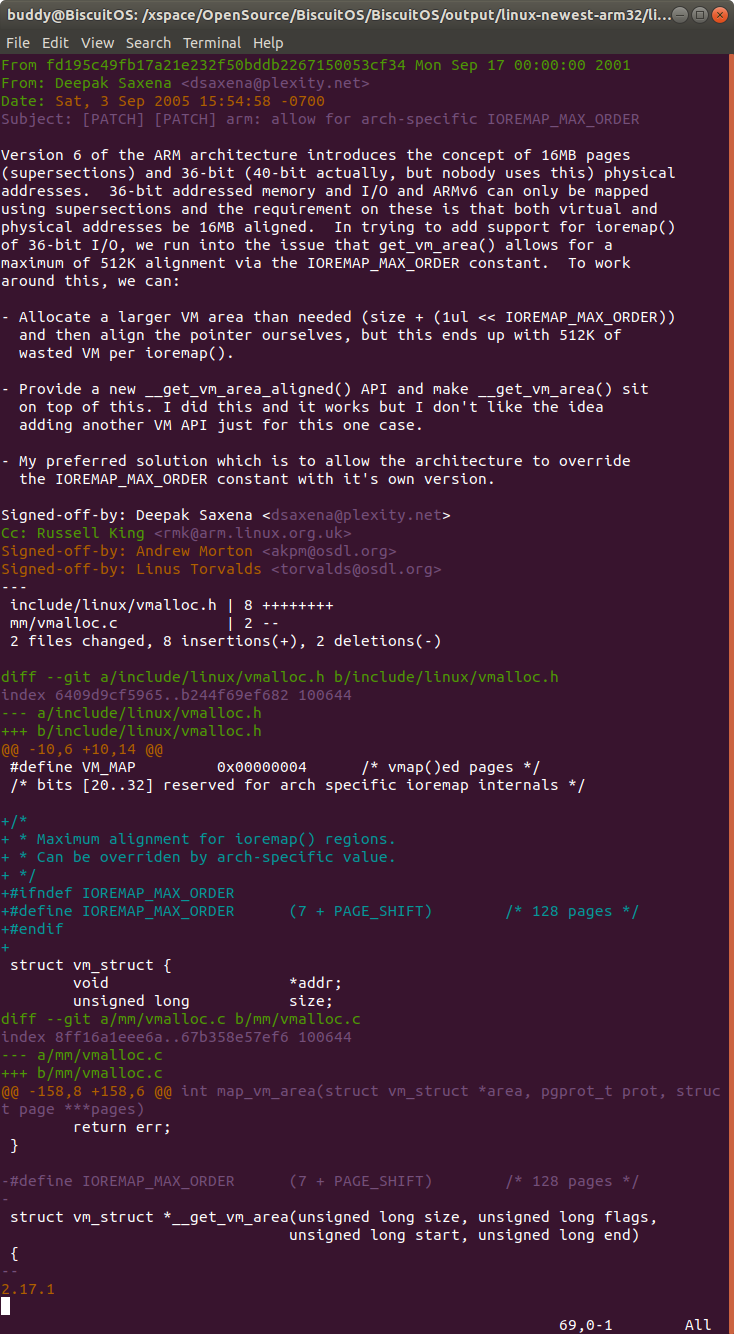 buddy@BiscuitOS: /xspace/OpenSource/BiscuitOS/BiscuitOS/output/linux-newest-arm32/li...
File Edit View Search Terminal Help
From fd195c49fb17a21e232f50bddb2267150053cf34 Mon Sep 17 00:00:00 2001
From: Deepak Saxena <dsaxena@plexity.net>
Date: Sat, 3 Sep 2005 15:54:58 -0700
Subject: [PATCH] [PATCH] arm: allow for arch-specific IOREMAP_MAX_ORDER

Version 6 of the ARM architecture introduces the concept of 16MB pages
(supersections) and 36-bit (40-bit actually, but nobody uses this) physical
addresses.  36-bit addressed memory and I/O and ARMv6 can only be mapped
using supersections and the requirement on these is that both virtual and
physical addresses be 16MB aligned.  In trying to add support for ioremap()
of 36-bit I/O, we run into the issue that get_vm_area() allows for a
maximum of 512K alignment via the IOREMAP_MAX_ORDER constant.  To work
around this, we can:

- Allocate a larger VM area than needed (size + (1ul << IOREMAP_MAX_ORDER))
  and then align the pointer ourselves, but this ends up with 512K of
  wasted VM per ioremap().

- Provide a new __get_vm_area_aligned() API and make __get_vm_area() sit
  on top of this. I did this and it works but I don't like the idea
  adding another VM API just for this one case.

- My preferred solution which is to allow the architecture to override
  the IOREMAP_MAX_ORDER constant with it's own version.

Signed-off-by: Deepak Saxena <dsaxena@plexity.net>
Cc: Russell King <rmk@arm.linux.org.uk>
Signed-off-by: Andrew Morton <akpm@osdl.org>
Signed-off-by: Linus Torvalds <torvalds@osdl.org>
---
 include/linux/vmalloc.h | 8 ++++++++
 mm/vmalloc.c            | 2 --
 2 files changed, 8 insertions(+), 2 deletions(-)

diff --git a/include/linux/vmalloc.h b/include/linux/vmalloc.h
index 6409d9cf5965..b244f69ef682 100644
--- a/include/linux/vmalloc.h
+++ b/include/linux/vmalloc.h
@@ -10,6 +10,14 @@
 #define VM_MAP         0x00000004      /* vmap()ed pages */
 /* bits [20..32] reserved for arch specific ioremap internals */

+/*
+ * Maximum alignment for ioremap() regions.
+ * Can be overriden by arch-specific value.
+ */
+#ifndef IOREMAP_MAX_ORDER
+#define IOREMAP_MAX_ORDER      (7 + PAGE_SHIFT)        /* 128 pages */
+#endif
+
 struct vm_struct {
        void                    *addr;
        unsigned long           size;
diff --git a/mm/vmalloc.c b/mm/vmalloc.c
index 8ff16a1eee6a..67b358e57ef6 100644
--- a/mm/vmalloc.c
+++ b/mm/vmalloc.c
@@ -158,8 +158,6 @@ int map_vm_area(struct vm_struct *area, pgprot_t prot, struc
t page ***pages)
        return err;
 }

-#define IOREMAP_MAX_ORDER      (7 + PAGE_SHIFT)        /* 128 pages */
-
 struct vm_struct *__get_vm_area(unsigned long size, unsigned long flags,
                                unsigned long start, unsigned long end)
 {
--
2.17.1
69,0-1        All